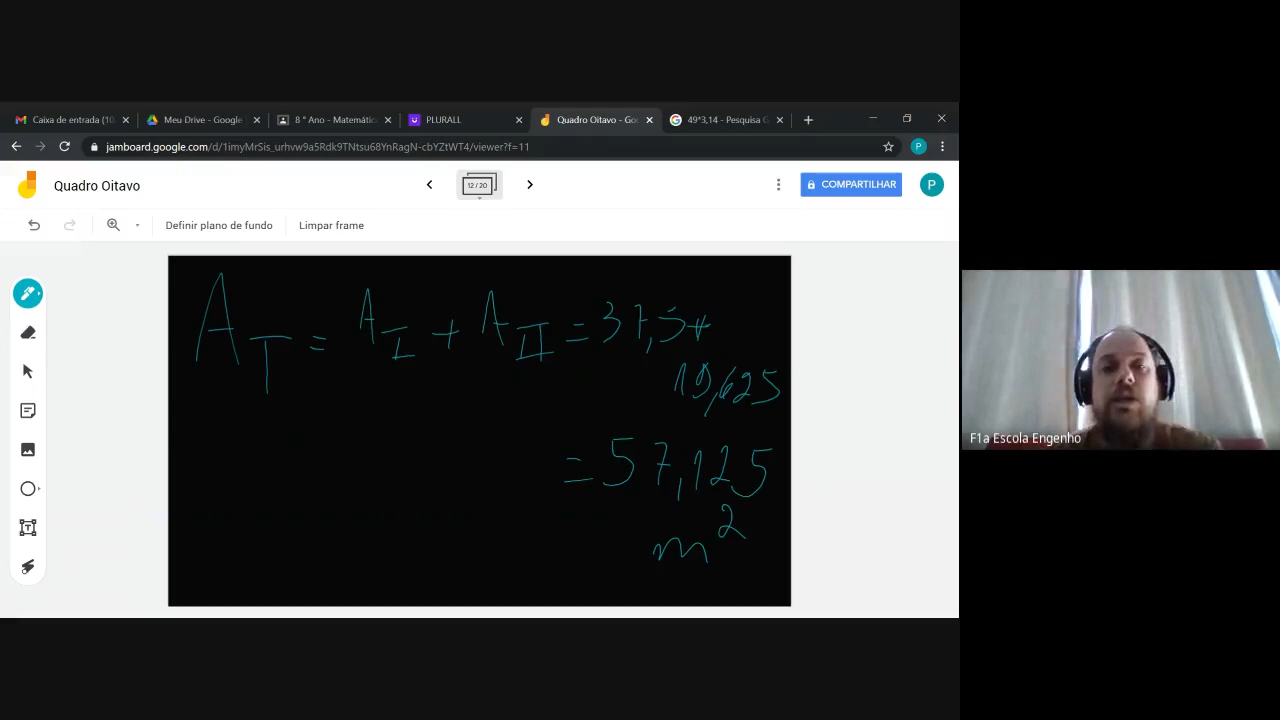 Caixa de entrada (10
Meu Drive - Google
8 º Ano - Matemátic
PLURALL
Quadro Oitavo - Goo
49*3,14 - Pesquisa G
jamboard.google.com/d/1imyMrSis_urhvw9a5Rdk9TNtsu68YnRagN-cbYZtWT4/viewer?f=11
P
Quadro Oitavo
12 / 20
COMPARTILHAR
P
Definir plano de fundo
Limpar frame
A_T = A_I + A_II = 37,5 +
19,625
= 57,125
m²
F1a Escola Engenho